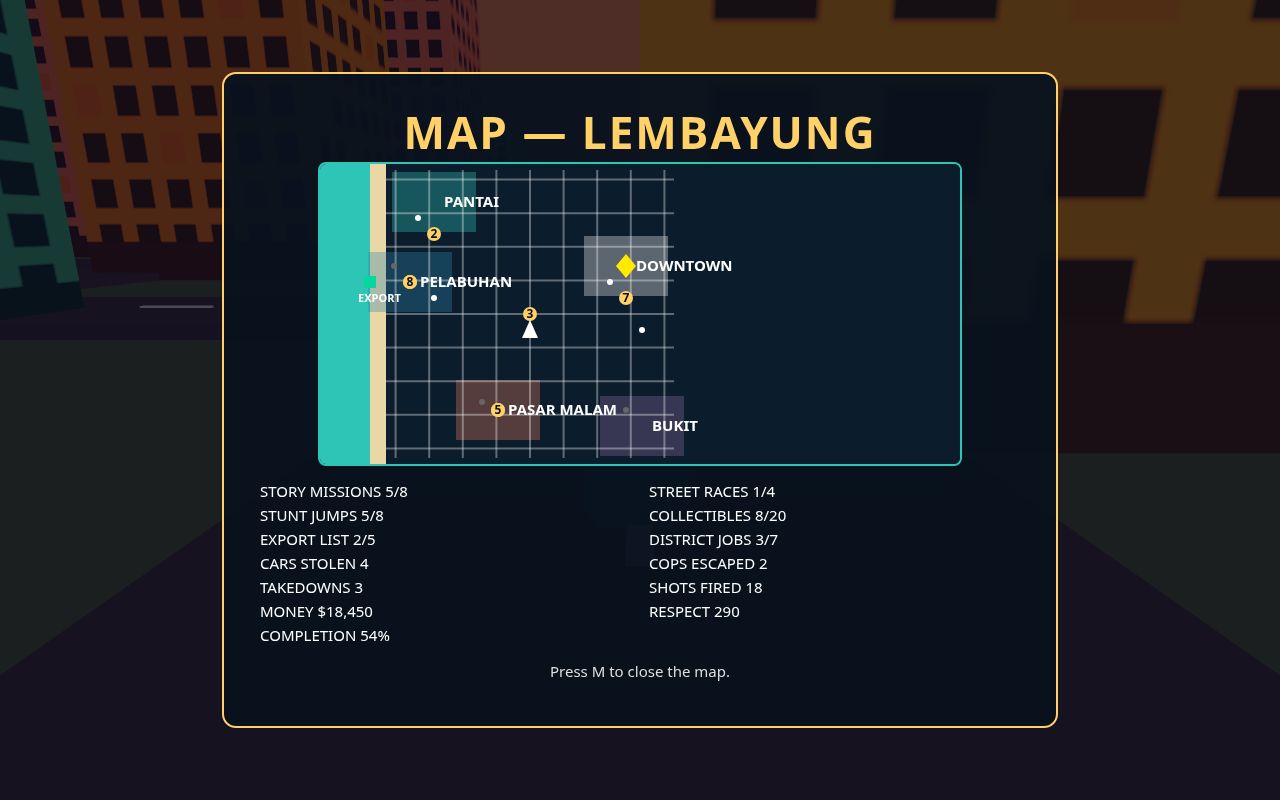 MAP — LEMBAYUNG
PANTAI
2
DOWNTOWN
8 PELABUHAN
EXPORT
7
3
5 PASAR MALAM
BUKIT
STORY MISSIONS 5/8
STUNT JUMPS 5/8
EXPORT LIST 2/5
CARS STOLEN 4
TAKEDOWNS 3
MONEY $18,450
COMPLETION 54%
STREET RACES 1/4
COLLECTIBLES 8/20
DISTRICT JOBS 3/7
COPS ESCAPED 2
SHOTS FIRED 18
RESPECT 290
Press M to close the map.